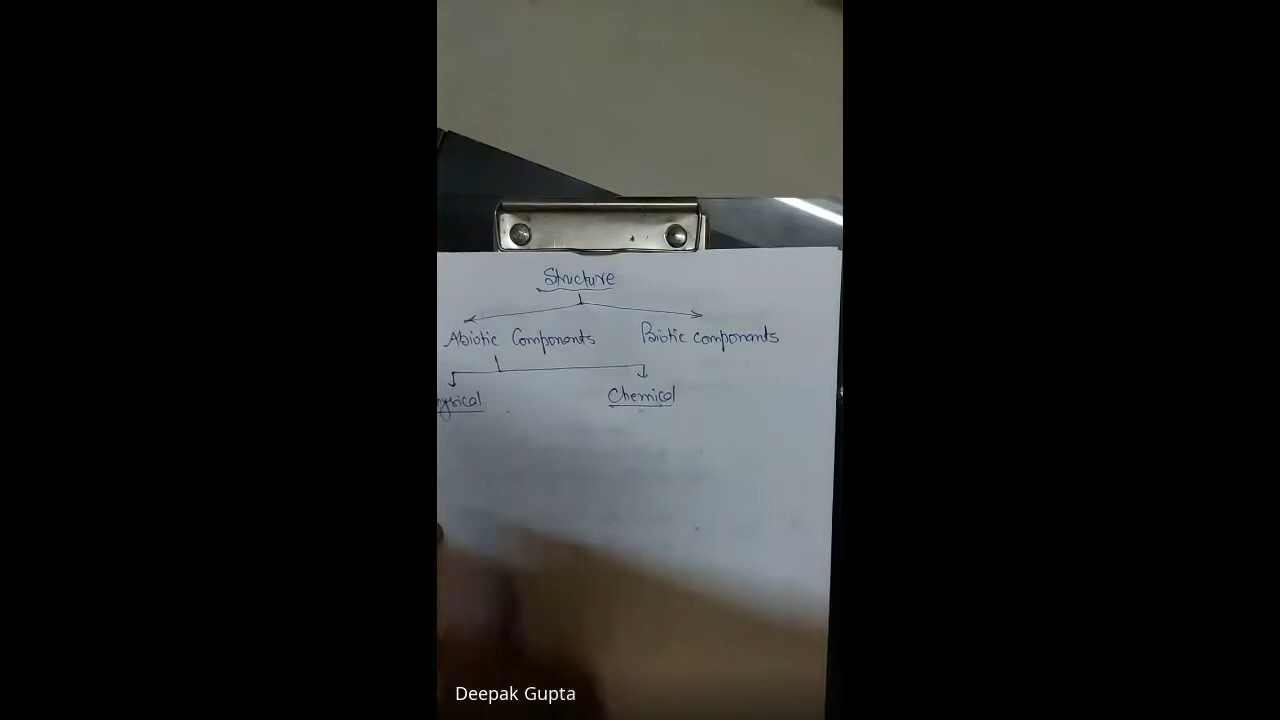 Structure
Abiotic Components Biotic components
Chemical
Deepak Gupta